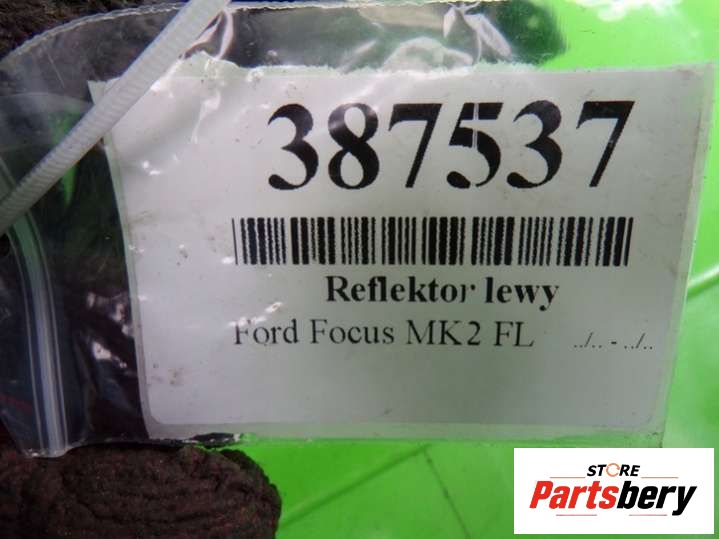 387537
Reflektor lewy
Ford Focus MK2 FL ../.. - ../..
STORE
Partsbery